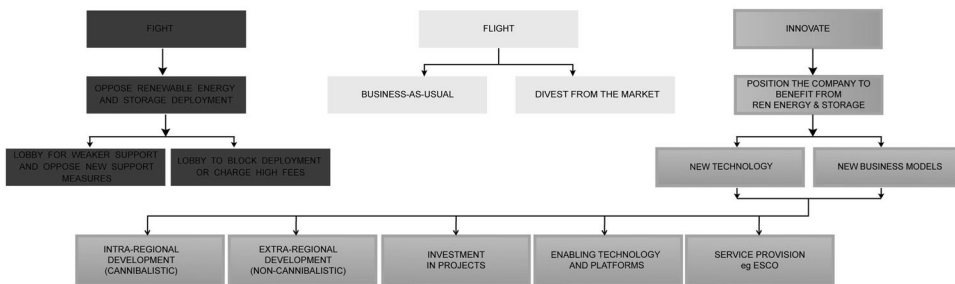 FIGHT
FLIGHT
INNOVATE
OPPOSE RENEWABLE ENERGY
AND STORAGE DEPLOYMENT
BUSINESS-AS-USUAL
DIVEST FROM THE MARKET
POSITION THE COMPANY TO
BENEFIT FROM
REN ENERGY & STORAGE
LOBBY FOR WEAKER SUPPORT
AND OPPOSE NEW SUPPORT
MEASURES
LOBBY TO BLOCK DEPLOYMENT
OR CHARGE HIGH FEES
NEW TECHNOLOGY
NEW BUSINESS MODELS
INTRA-REGIONAL
DEVELOPMENT
(CANNIBALISTIC)
EXTRA-REGIONAL
DEVELOPMENT
(NON-CANNIBALISTIC)
INVESTMENT
IN PROJECTS
ENABLING TECHNOLOGY
AND PLATFORMS
SERVICE PROVISION
eg ESCO